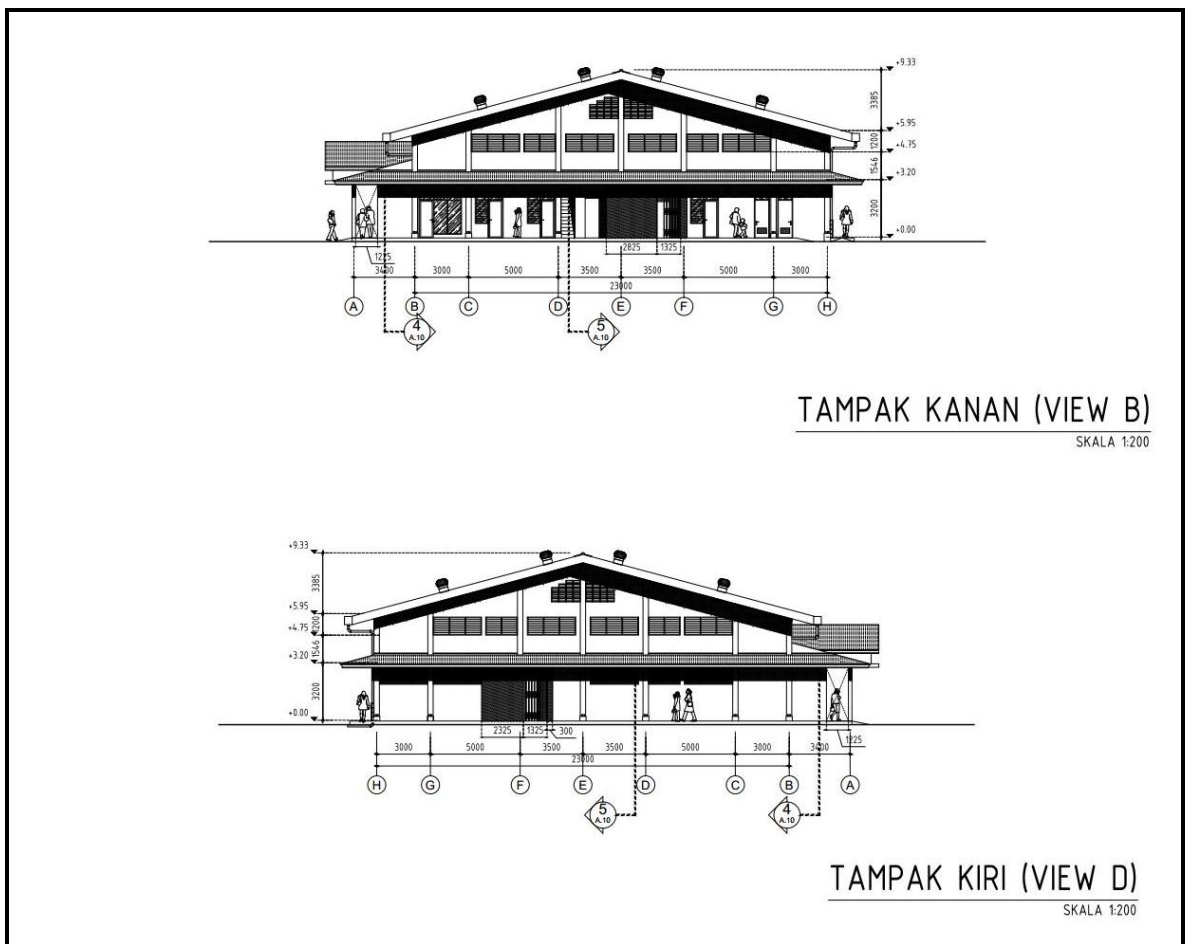 +9.33
3385
+5.95
1200
+4.75
1546
+3.20
3200
+0.00
2825 1325
1225
3400 3000 5000 3500 3500 5000 3000
23000
A B C D E F G H
4 5
A.10 A.10
TAMPAK KANAN (VIEW B)
SKALA 1:200
+9.33
3385
+5.95
1200
+4.75
1546
+3.20
3200
+0.00
2325 1325 300 1225
3000 5000 3500 3500 5000 3000 3400
23000
H G F E D C B A
5 4
A.10 A.10
TAMPAK KIRI (VIEW D)
SKALA 1:200